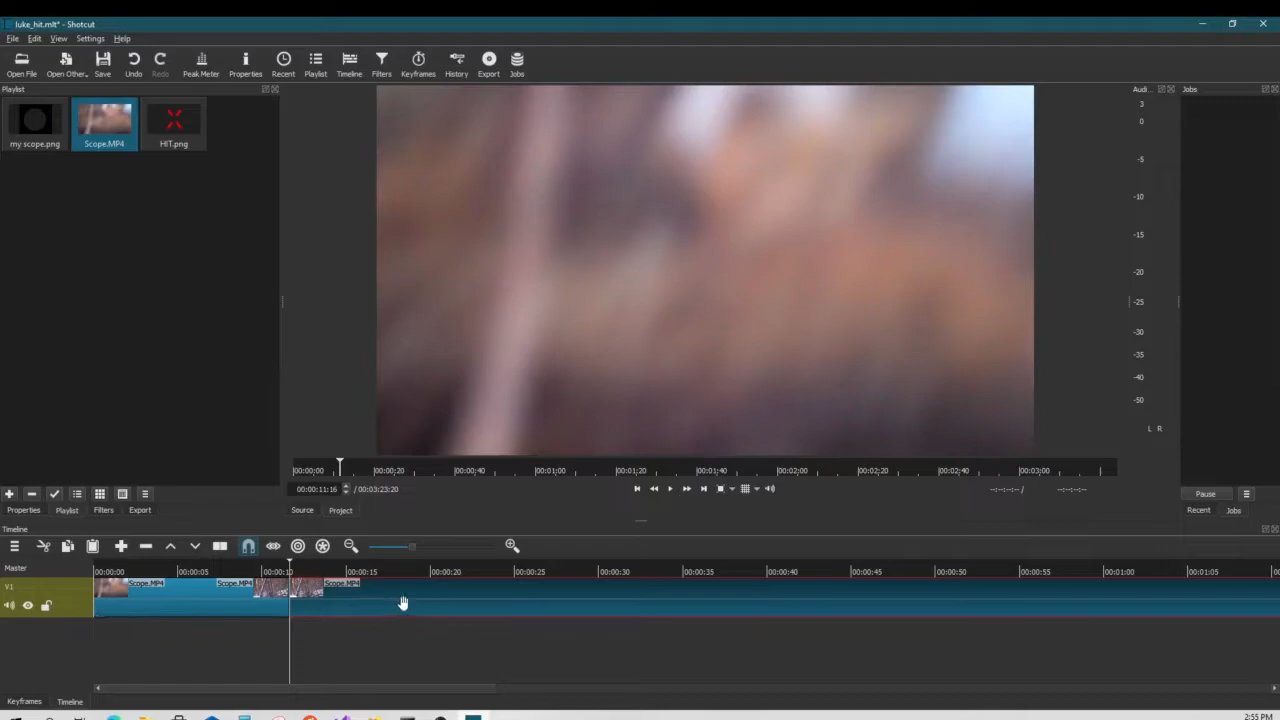 luke_hit.mlt* - Shotcut
File Edit View Settings Help
Open File Open Other.. Save Undo Redo Peak Meter Properties Recent Playlist Timeline Filters Keyframes History Export Jobs
Playlist
Audi...
Jobs
my scope.png Scope.MP4 HIT.png
3
0
-5
-10
-15
-20
-25
-30
-35
-40
-50
L R
00:00:00 00:00:20 00:00:40 00:01:00 00:01:20 00:01:40 00:02:00 00:02:20 00:02:40 00:03:00
00:00:11:16 / 00:03:23:20
--:--:--:-- / --:--:--:--
Pause
Properties Playlist Filters Export
Source Project
Recent Jobs
Timeline
Master
00:00:00 00:00:05 00:00:10 00:00:15 00:00:20 00:00:25 00:00:30 00:00:35 00:00:40 00:00:45 00:00:50 00:00:55 00:01:00 00:01:05
V1
Scope.MP4 Scope.MP4 Scope.MP4
Keyframes Timeline
2:55 PM